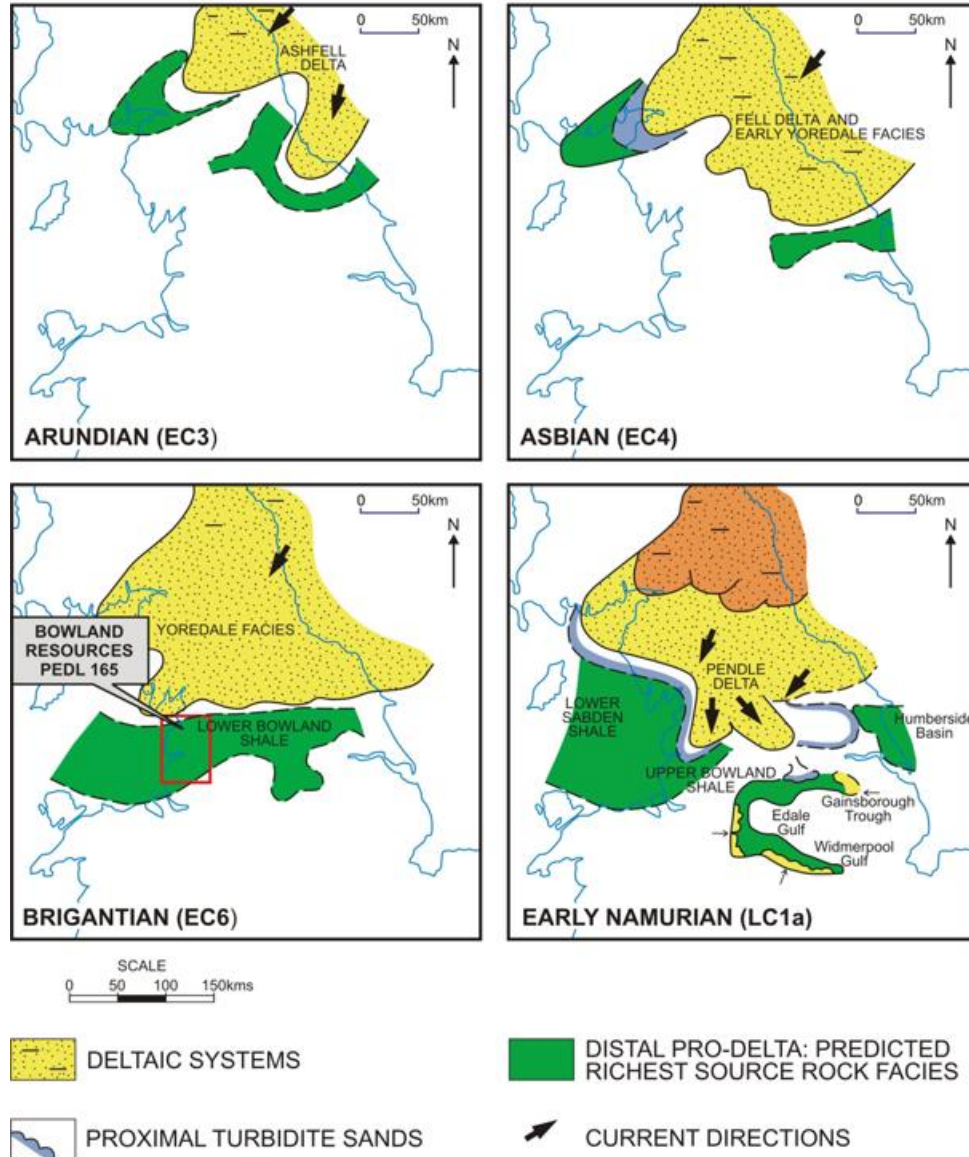 0 50km
N
ASHFELL
DELTA
ARUNDIAN (EC3)
0 50km
N
FELL DELTA AND
EARLY YOREDALE FACIES
ASBIAN (EC4)
0 50km
N
YOREDALE FACIES
BOWLAND
RESOURCES
PEDL 165
LOWER BOWLAND
SHALE
BRIGANTIAN (EC6)
0 50km
N
PENDLE
DELTA
LOWER
SABDEN
SHALE
Humberside
Basin
UPPER BOWLAND
SHALE
Gainsborough
Trough
Edale
Gulf
Widmerpool
Gulf
EARLY NAMURIAN (LC1a)
SCALE
0 50 100 150kms
DELTAIC SYSTEMS
DISTAL PRO-DELTA: PREDICTED
RICHEST SOURCE ROCK FACIES
PROXIMAL TURBIDITE SANDS
CURRENT DIRECTIONS